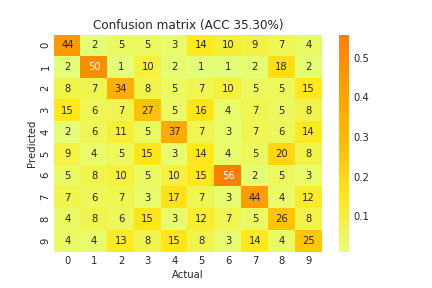 Confusion matrix (ACC 35.30%)
0 44 2 5 5 3 14 10 9 7 4
1 2 50 1 10 2 1 1 2 18 2
2 8 7 34 8 5 7 10 5 5 15
3 15 6 7 27 5 16 4 7 5 8
4 2 6 11 5 37 7 3 7 6 14
5 9 4 5 15 3 14 4 5 20 8
6 5 8 10 5 10 15 56 2 5 3
7 7 6 7 3 17 7 3 44 4 12
8 4 8 6 15 3 12 7 5 26 8
9 4 4 13 8 15 8 3 14 4 25
0 1 2 3 4 5 6 7 8 9
Actual
Predicted
0.5
0.4
0.3
0.2
0.1